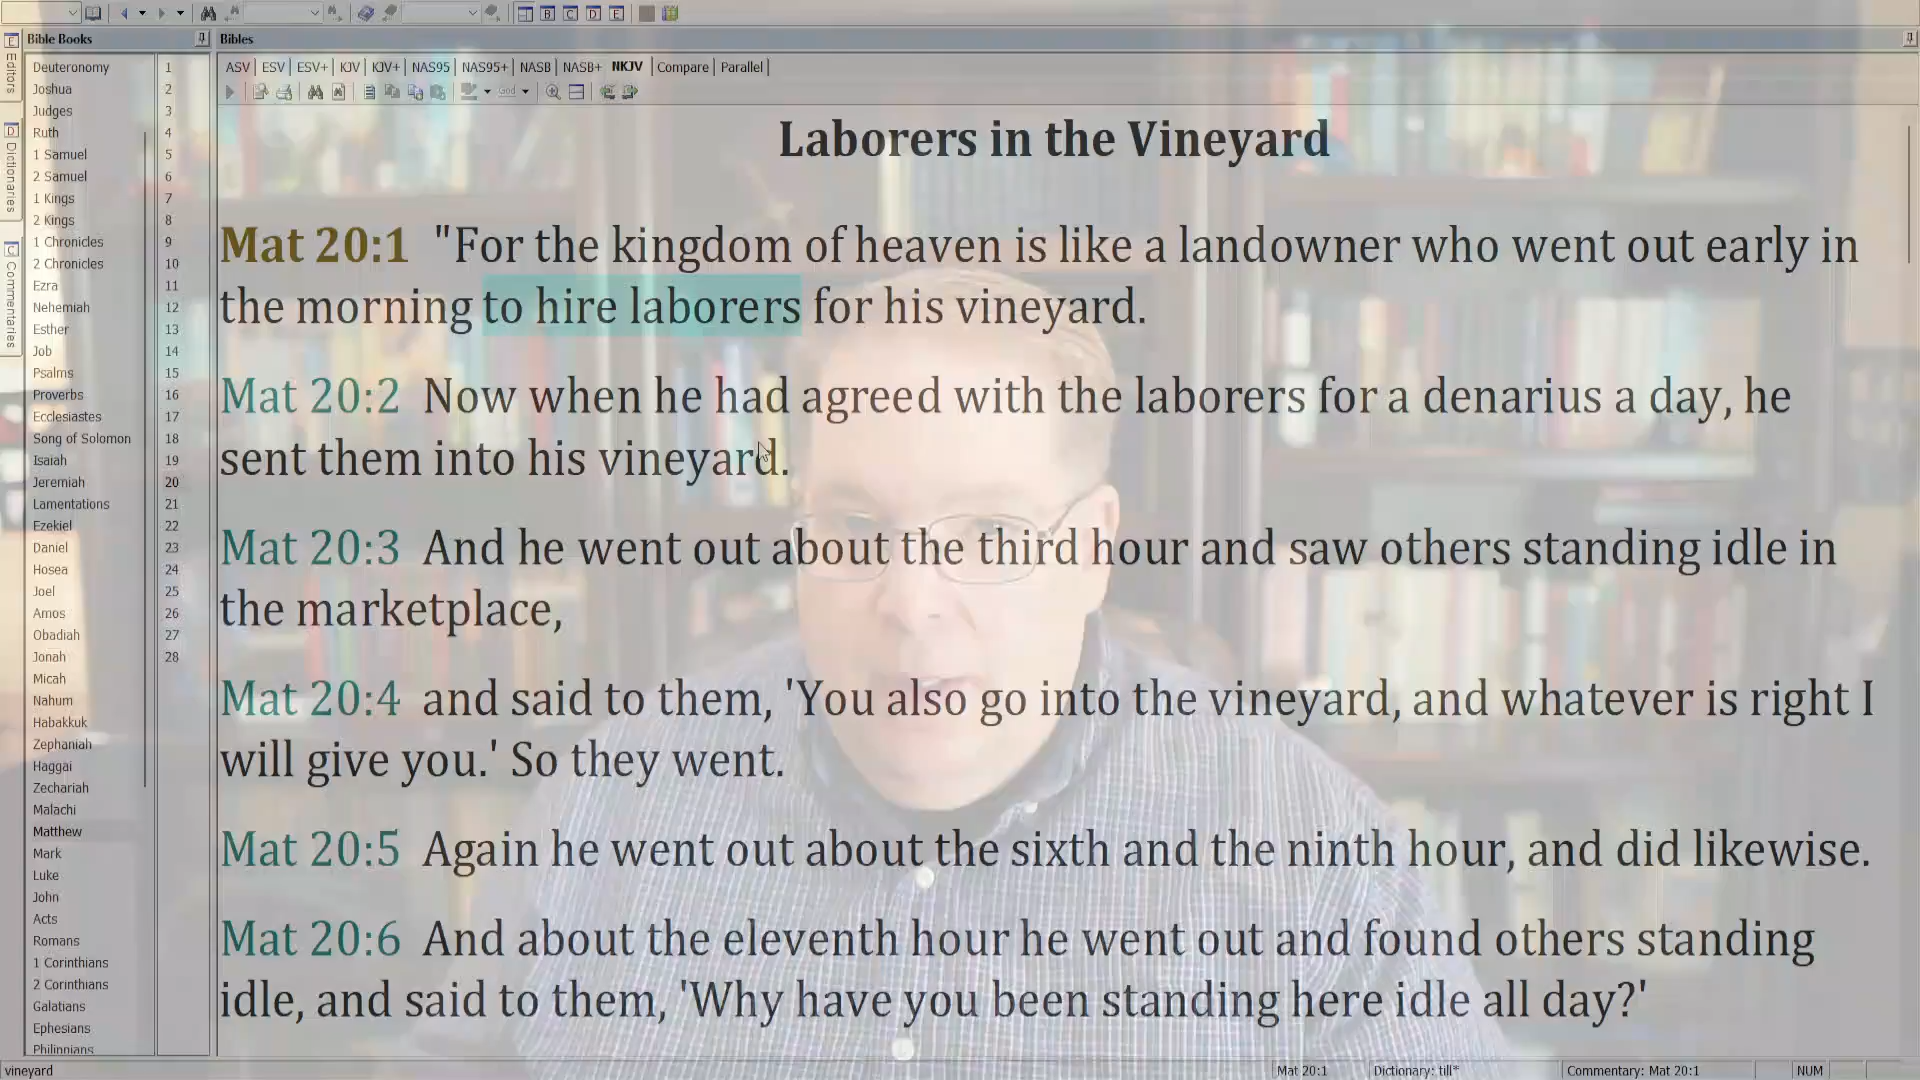 Bible Books
Bibles
Editors
Dictionaries
Commentaries
Deuteronomy
Joshua
Judges
Ruth
1 Samuel
2 Samuel
1 Kings
2 Kings
1 Chronicles
2 Chronicles
Ezra
Nehemiah
Esther
Job
Psalms
Proverbs
Ecclesiastes
Song of Solomon
Isaiah
Jeremiah
Lamentations
Ezekiel
Daniel
Hosea
Joel
Amos
Obadiah
Jonah
Micah
Nahum
Habakkuk
Zephaniah
Haggai
Zechariah
Malachi
Matthew
Mark
Luke
John
Acts
Romans
1 Corinthians
2 Corinthians
Galatians
Ephesians
Philippians
1
2
3
4
5
6
7
8
9
10
11
12
13
14
15
16
17
18
19
20
21
22
23
24
25
26
27
28
ASV ESV ESV+ KJV KJV+ NAS95 NAS95+ NASB NASB+ NKJV Compare Parallel
God
B C D E
Laborers in the Vineyard
Mat 20:1 "For the kingdom of heaven is like a landowner who went out early in
the morning to hire laborers for his vineyard.
Mat 20:2 Now when he had agreed with the laborers for a denarius a day, he
sent them into his vineyard.
Mat 20:3 And he went out about the third hour and saw others standing idle in
the marketplace,
Mat 20:4 and said to them, 'You also go into the vineyard, and whatever is right I
will give you.' So they went.
Mat 20:5 Again he went out about the sixth and the ninth hour, and did likewise.
Mat 20:6 And about the eleventh hour he went out and found others standing
idle, and said to them, 'Why have you been standing here idle all day?'
vineyard
Mat 20:1 Dictionary: till* Commentary: Mat 20:1 NUM